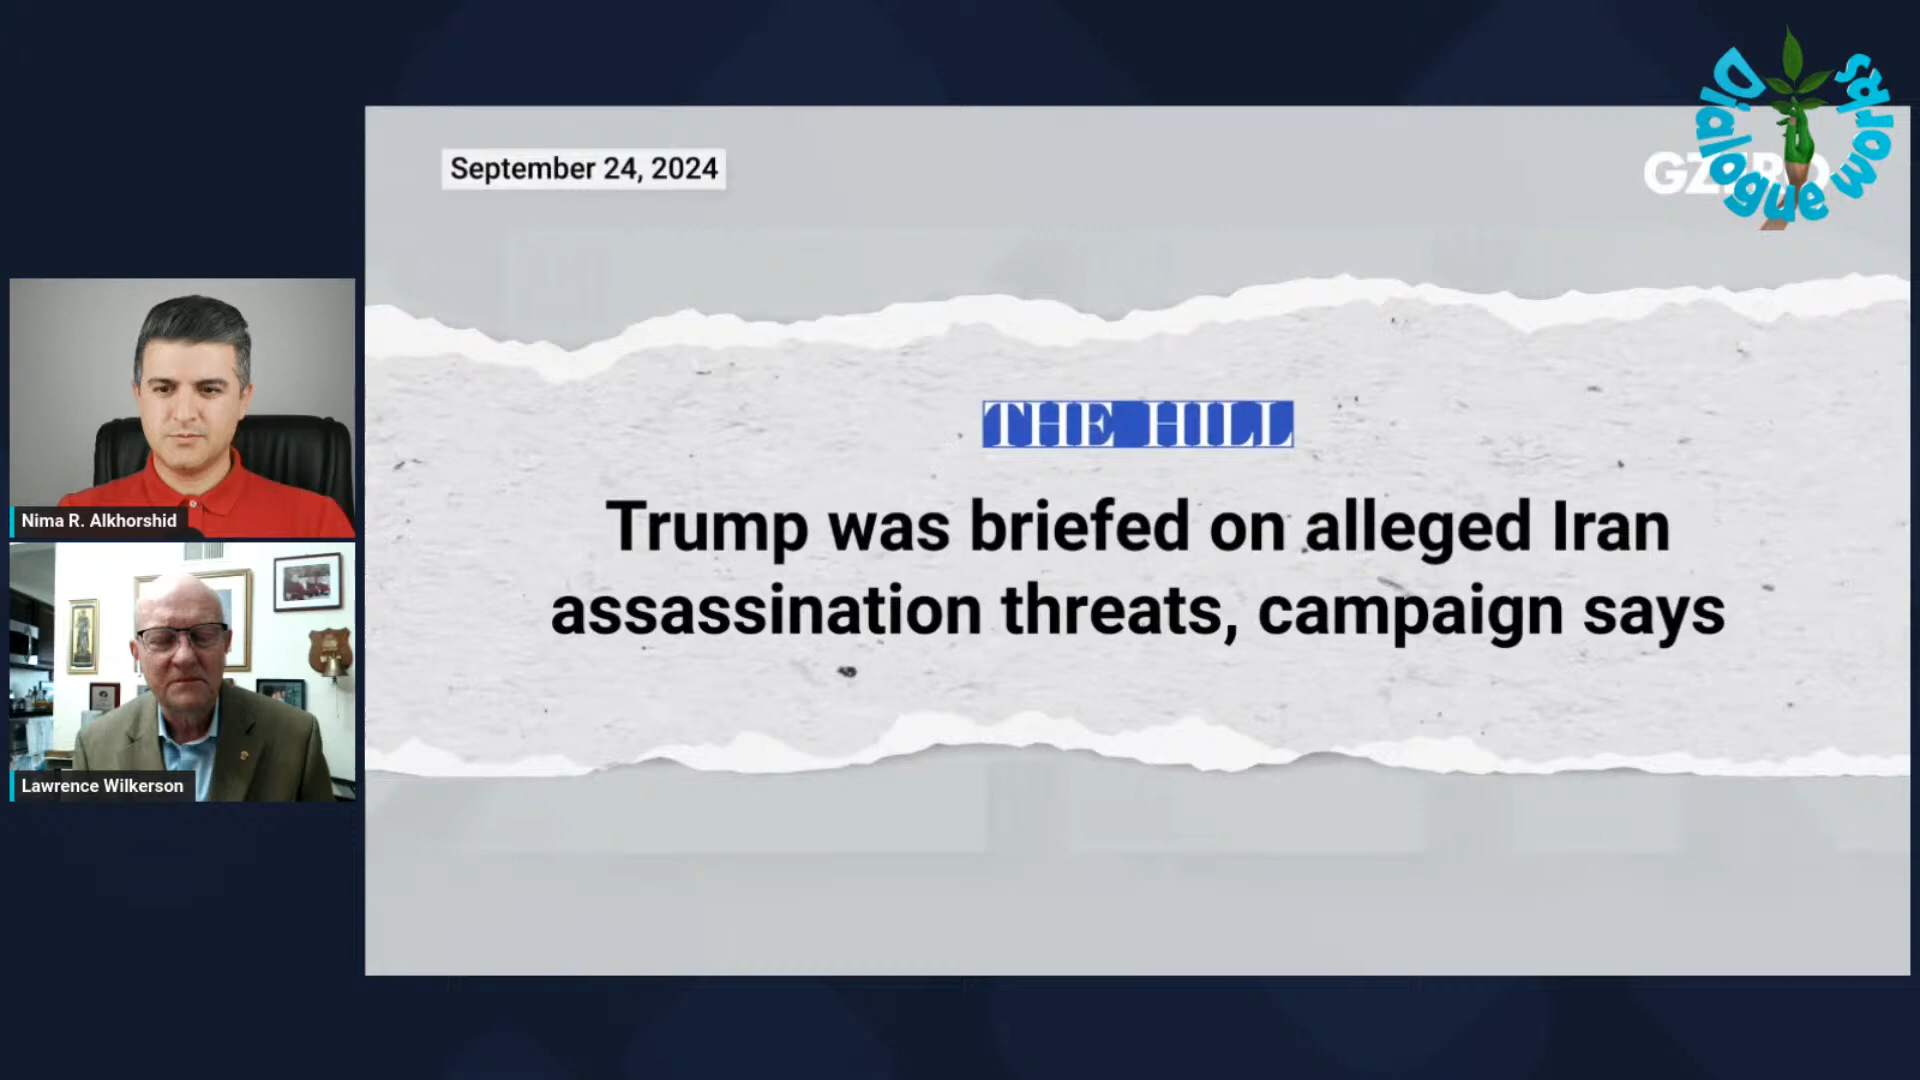 September 24, 2024
Dialogue works
THE HILL
Trump was briefed on alleged Iran
assassination threats, campaign says
Nima R. Alkhorshid
Lawrence Wilkerson